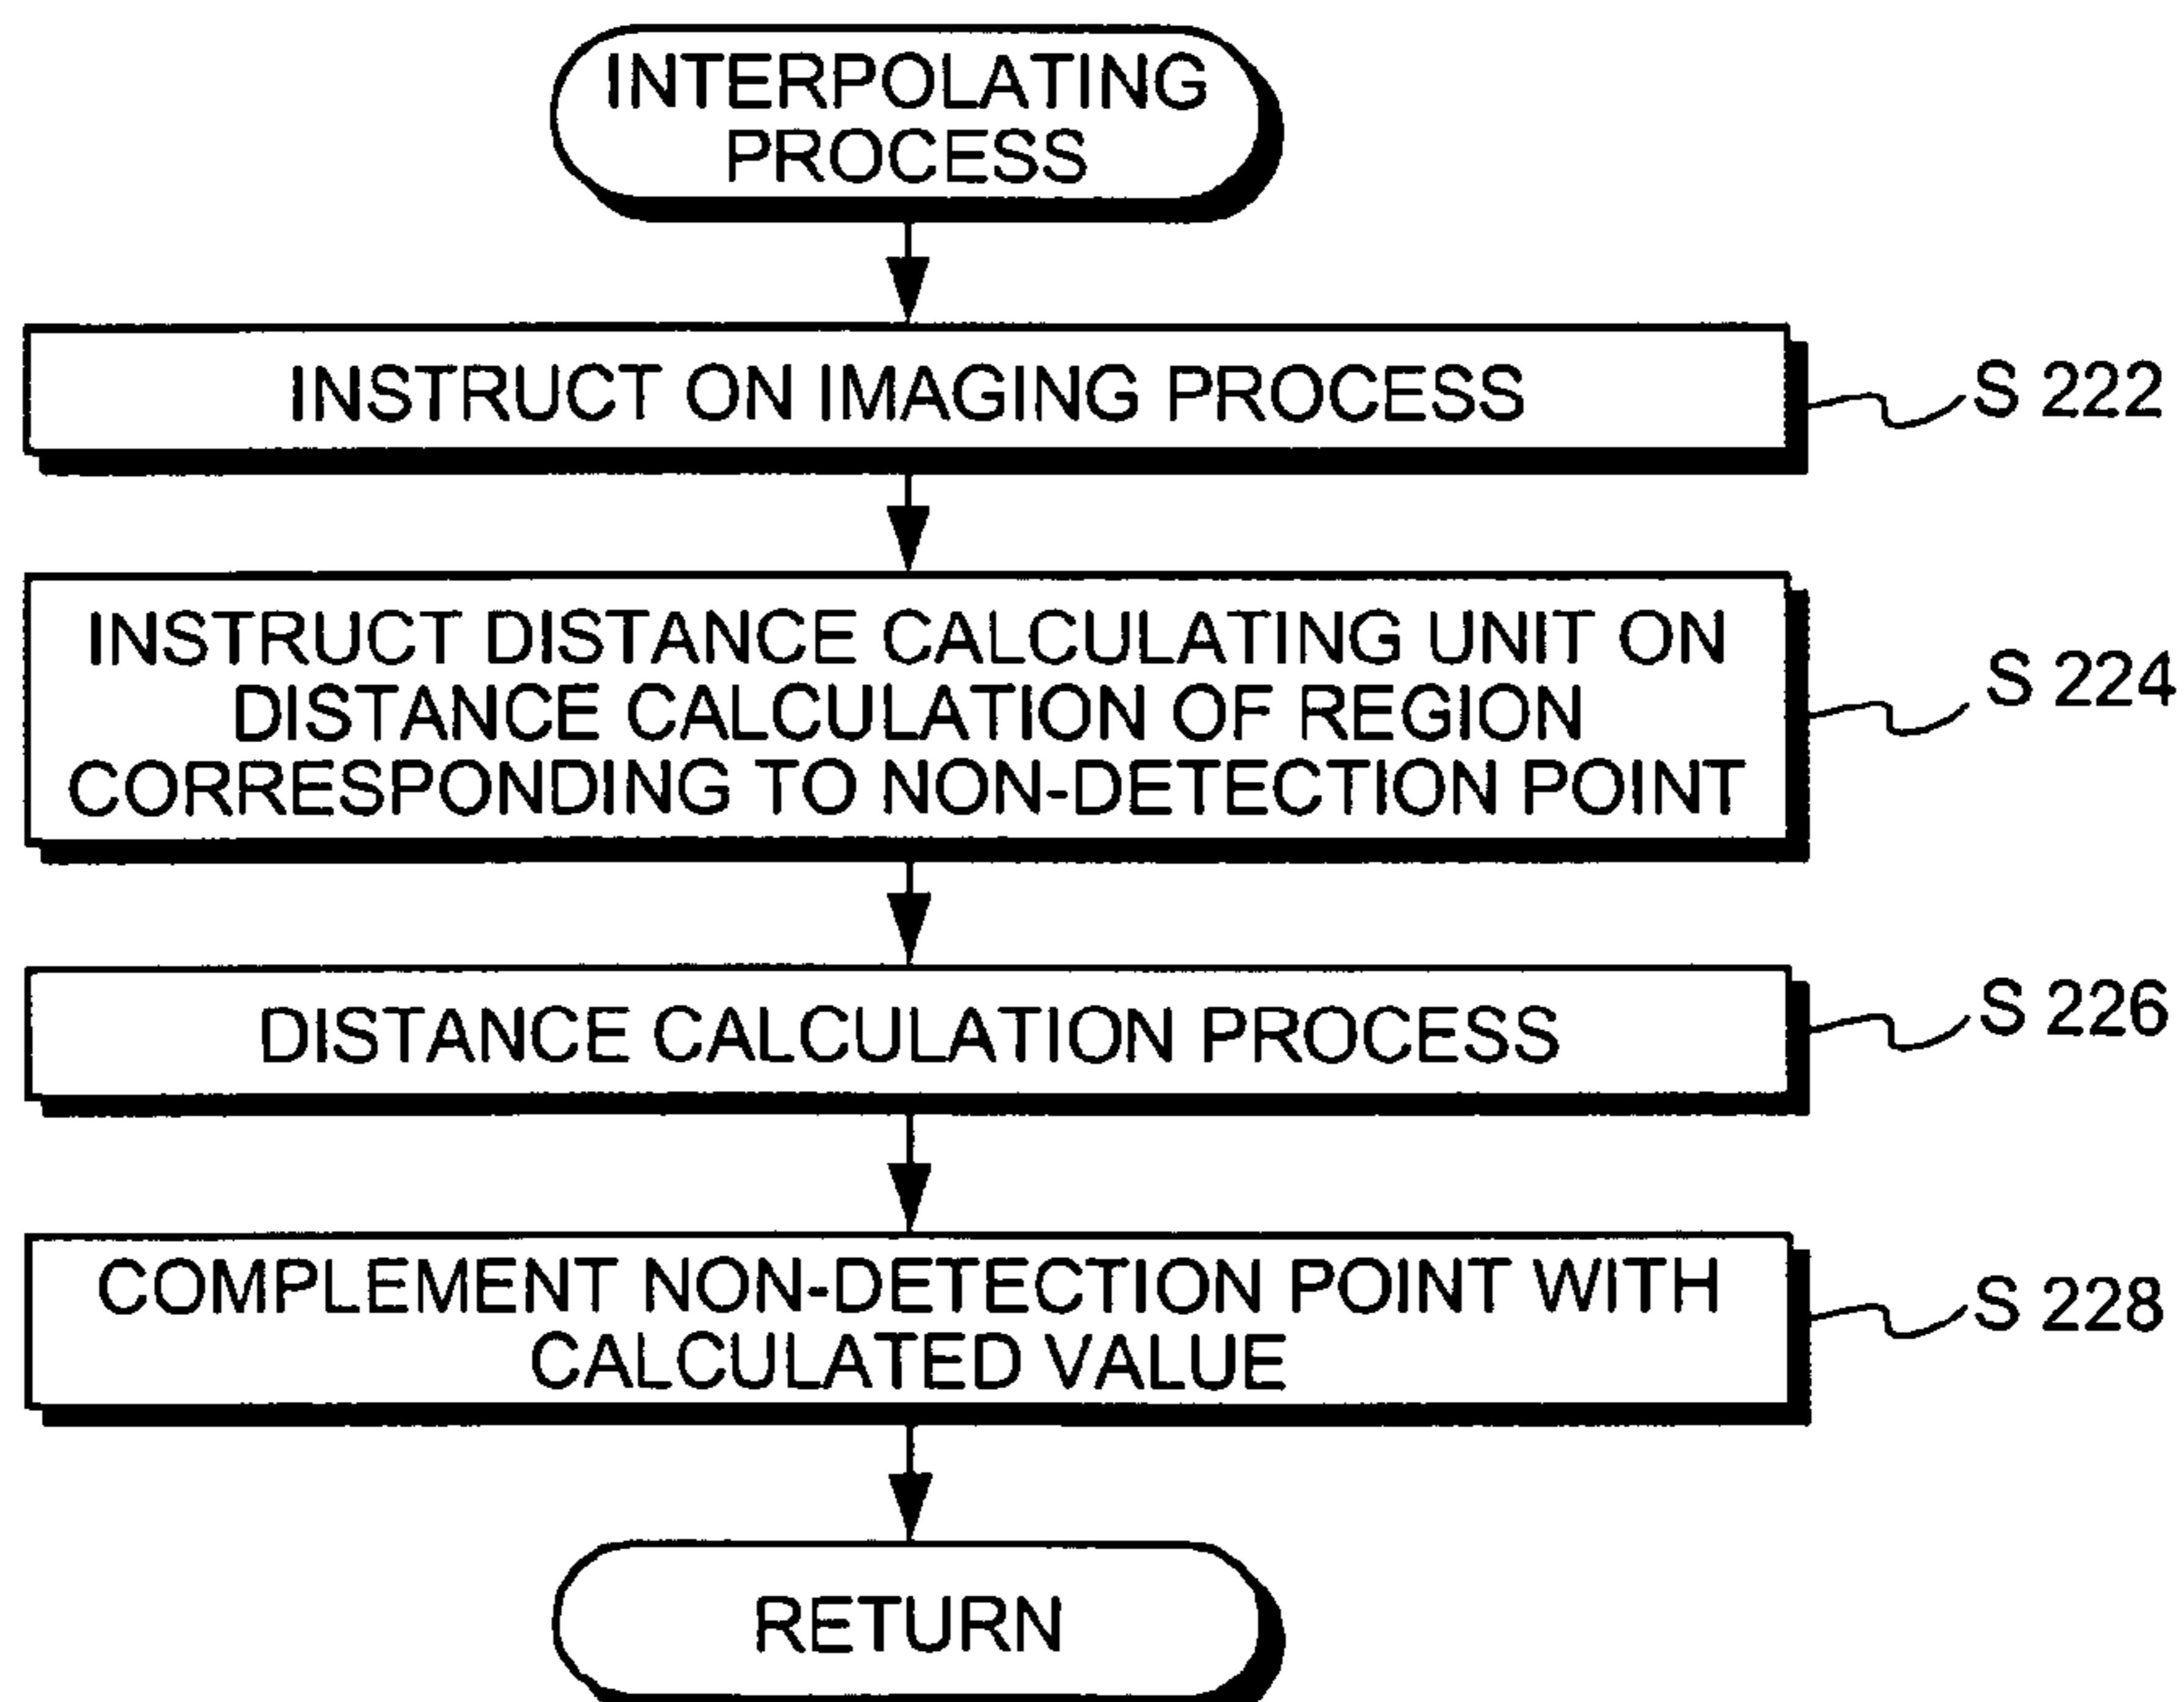 INTERPOLATING
PROCESS
INSTRUCT ON IMAGING PROCESS
S 222
INSTRUCT DISTANCE CALCULATING UNIT ON
DISTANCE CALCULATION OF REGION
CORRESPONDING TO NON-DETECTION POINT
S 224
DISTANCE CALCULATION PROCESS
S 226
COMPLEMENT NON-DETECTION POINT WITH
CALCULATED VALUE
S 228
RETURN